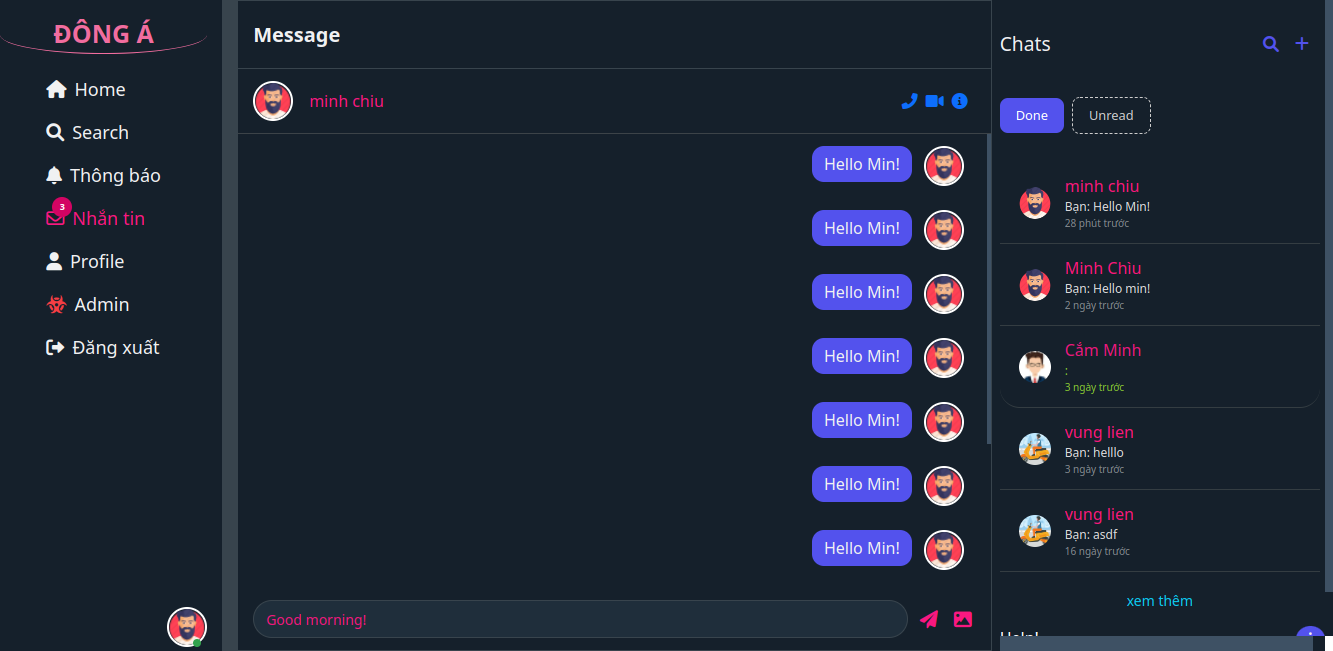 ĐÔNG Á
Home
Search
Thông báo
3
Nhắn tin
Profile
Admin
Đăng xuất
Message
minh chiu
Hello Min!
Hello Min!
Hello Min!
Hello Min!
Hello Min!
Hello Min!
Hello Min!
Good morning!
Chats
Done
Unread
minh chiu
Bạn: Hello Min!
28 phút trước
Minh Chìu
Bạn: Hello min!
2 ngày trước
Cắm Minh
:
3 ngày trước
vung lien
Bạn: helllo
3 ngày trước
vung lien
Bạn: asdf
16 ngày trước
xem thêm
Help!